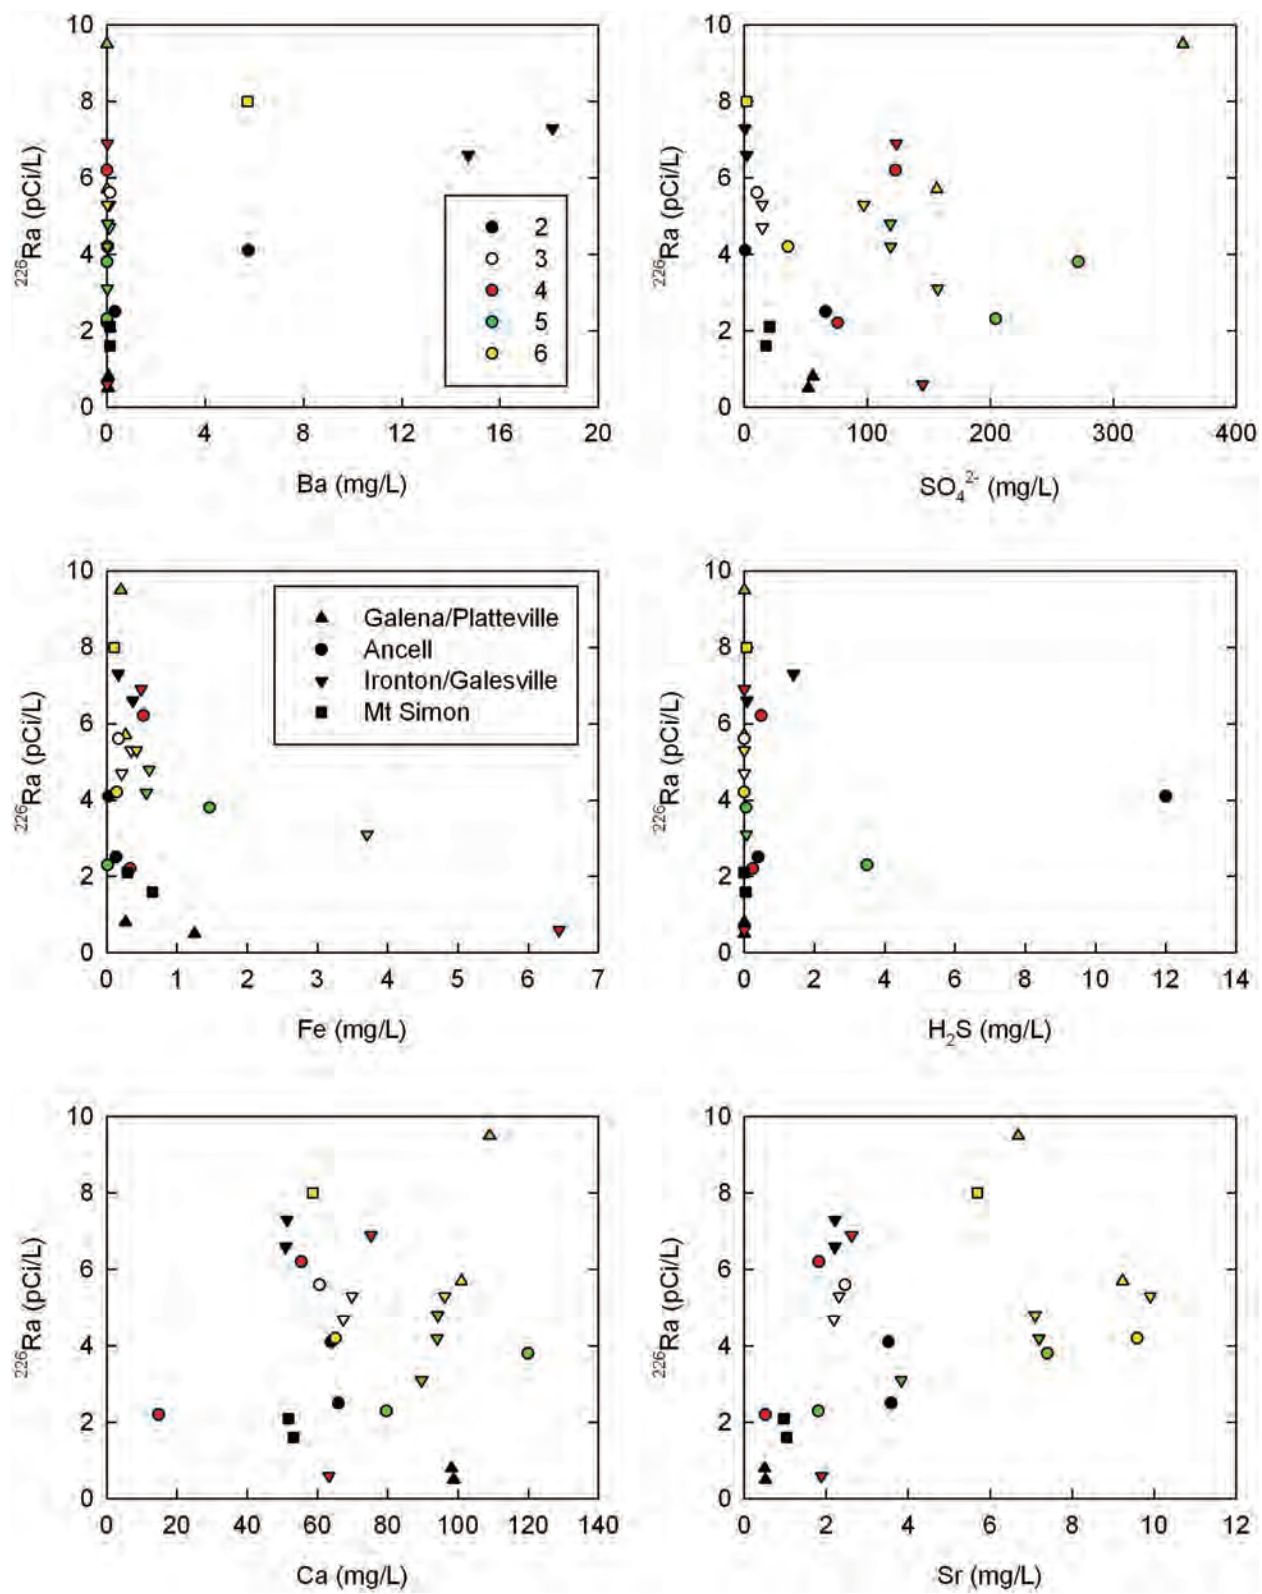 10
8
6
4
2
0
226Ra (pCi/L)
0 4 8 12 16 20
Ba (mg/L)
2
3
4
5
6
10
8
6
4
2
0
226Ra (pCi/L)
0 100 200 300 400
SO₄²⁻ (mg/L)
10
8
6
4
2
0
226Ra (pCi/L)
0 1 2 3 4 5 6 7
Fe (mg/L)
Galena/Platteville
Ancell
Ironton/Galesville
Mt Simon
10
8
6
4
2
0
226Ra (pCi/L)
0 2 4 6 8 10 12 14
H₂S (mg/L)
10
8
6
4
2
0
226Ra (pCi/L)
0 20 40 60 80 100 120 140
Ca (mg/L)
10
8
6
4
2
0
226Ra (pCi/L)
0 2 4 6 8 10 12
Sr (mg/L)